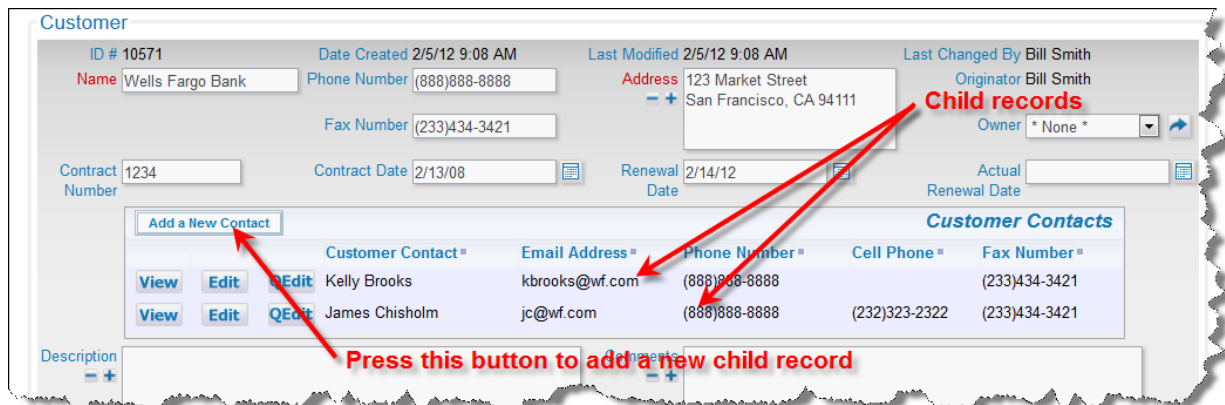 Customer
ID # 10571 Date Created 2/5/12 9:08 AM Last Modified 2/5/12 9:08 AM Last Changed By Bill Smith
Name Wells Fargo Bank Phone Number (888)888-8888 Address 123 Market Street Originator Bill Smith
San Francisco, CA 94111
Child records
Fax Number (233)434-3421 Owner * None *
Contract Number 1234 Contract Date 2/13/08 Renewal Date 2/14/12 Actual Renewal Date
Add a New Contact Customer Contacts
Customer Contact Email Address Phone Number Cell Phone Fax Number
View Edit QEdit Kelly Brooks kbrooks@wf.com (888)888-8888 (233)434-3421
View Edit QEdit James Chisholm jc@wf.com (888)888-8888 (232)323-2322 (233)434-3421
Description Comments
Press this button to add a new child record